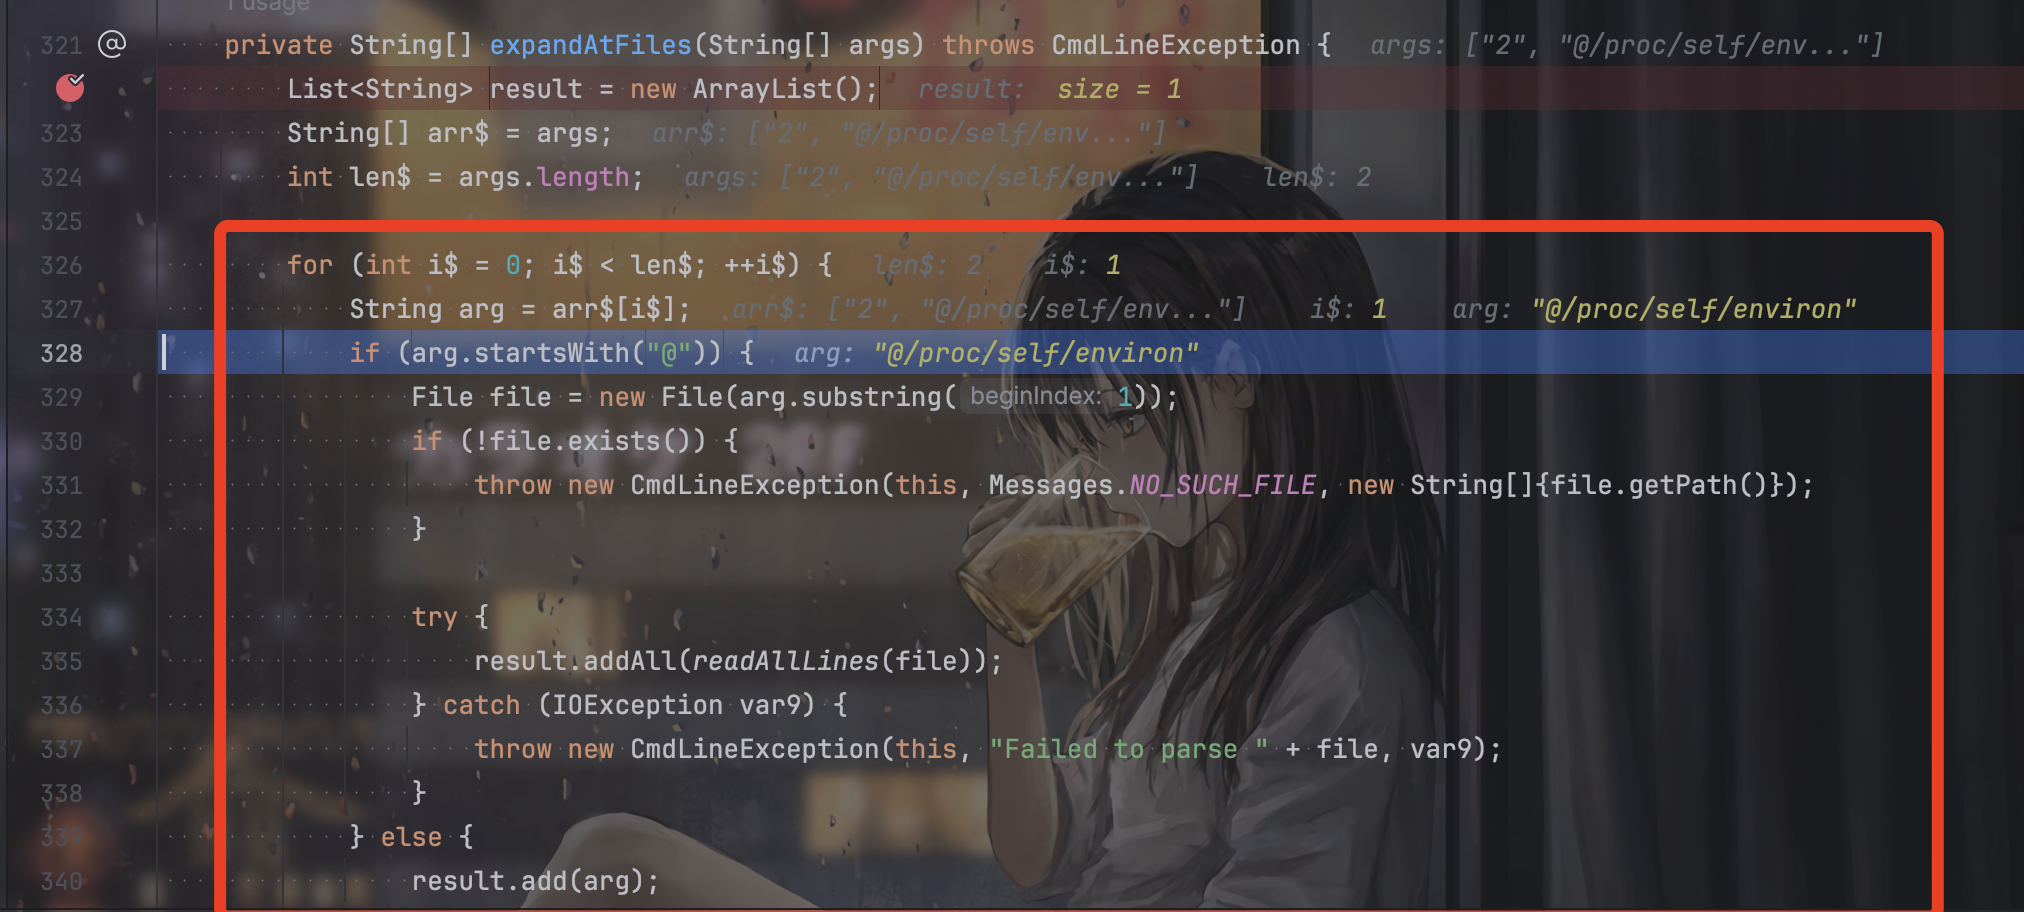 1 usage
321 @ private String[] expandAtFiles(String[] args) throws CmdLineException { args: ["2", "@/proc/self/env..."]
List<String> result = new ArrayList(); result: size = 1
323 String[] arr$ = args; arr$: ["2", "@/proc/self/env..."]
324 int len$ = args.length; args: ["2", "@/proc/self/env..."] len$: 2
325
326 for (int i$ = 0; i$ < len$; ++i$) { len$: 2 i$: 1
327 String arg = arr$[i$]; arr$: ["2", "@/proc/self/env..."] i$: 1 arg: "@/proc/self/environ"
328 if (arg.startsWith("@")) { arg: "@/proc/self/environ"
329 File file = new File(arg.substring( beginIndex: 1));
330 if (!file.exists()) {
331 throw new CmdLineException(this, Messages.NO_SUCH_FILE, new String[]{file.getPath()});
332 }
333
334 try {
335 result.addAll(readAllLines(file));
336 } catch (IOException var9) {
337 throw new CmdLineException(this, "Failed to parse " + file, var9);
338 }
339 } else {
340 result.add(arg);